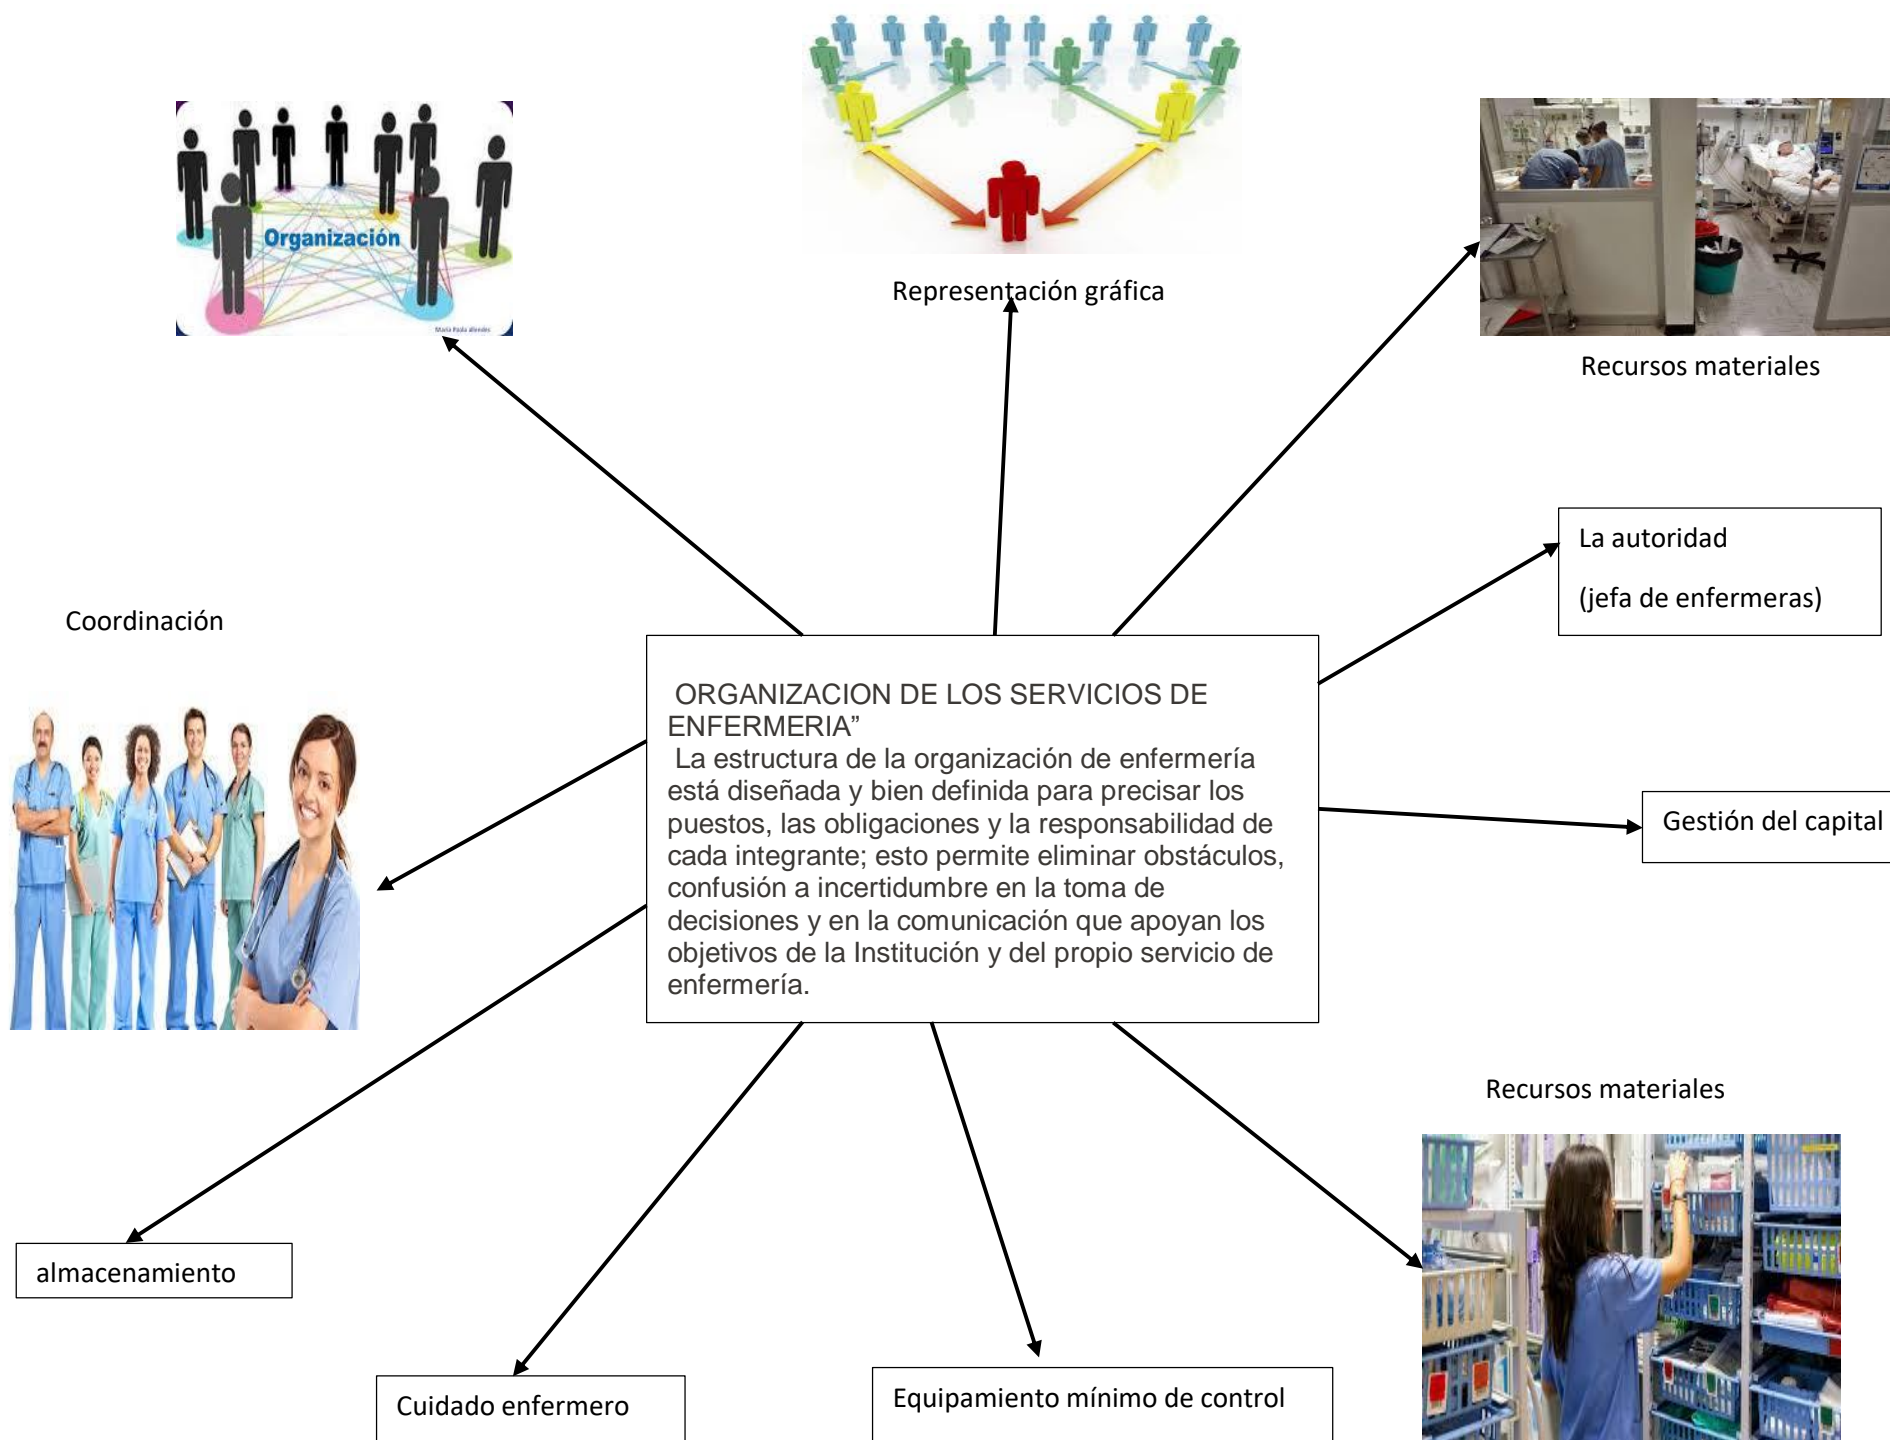 Organización
María Paola allendes
Representación gráfica
Recursos materiales
La autoridad
(jefa de enfermeras)
Coordinación
ORGANIZACION DE LOS SERVICIOS DE
ENFERMERIA”
La estructura de la organización de enfermería
está diseñada y bien definida para precisar los
puestos, las obligaciones y la responsabilidad de
cada integrante; esto permite eliminar obstáculos,
confusión a incertidumbre en la toma de
decisiones y en la comunicación que apoyan los
objetivos de la Institución y del propio servicio de
enfermería.
Gestión del capital
Recursos materiales
almacenamiento
Cuidado enfermero
Equipamiento mínimo de control